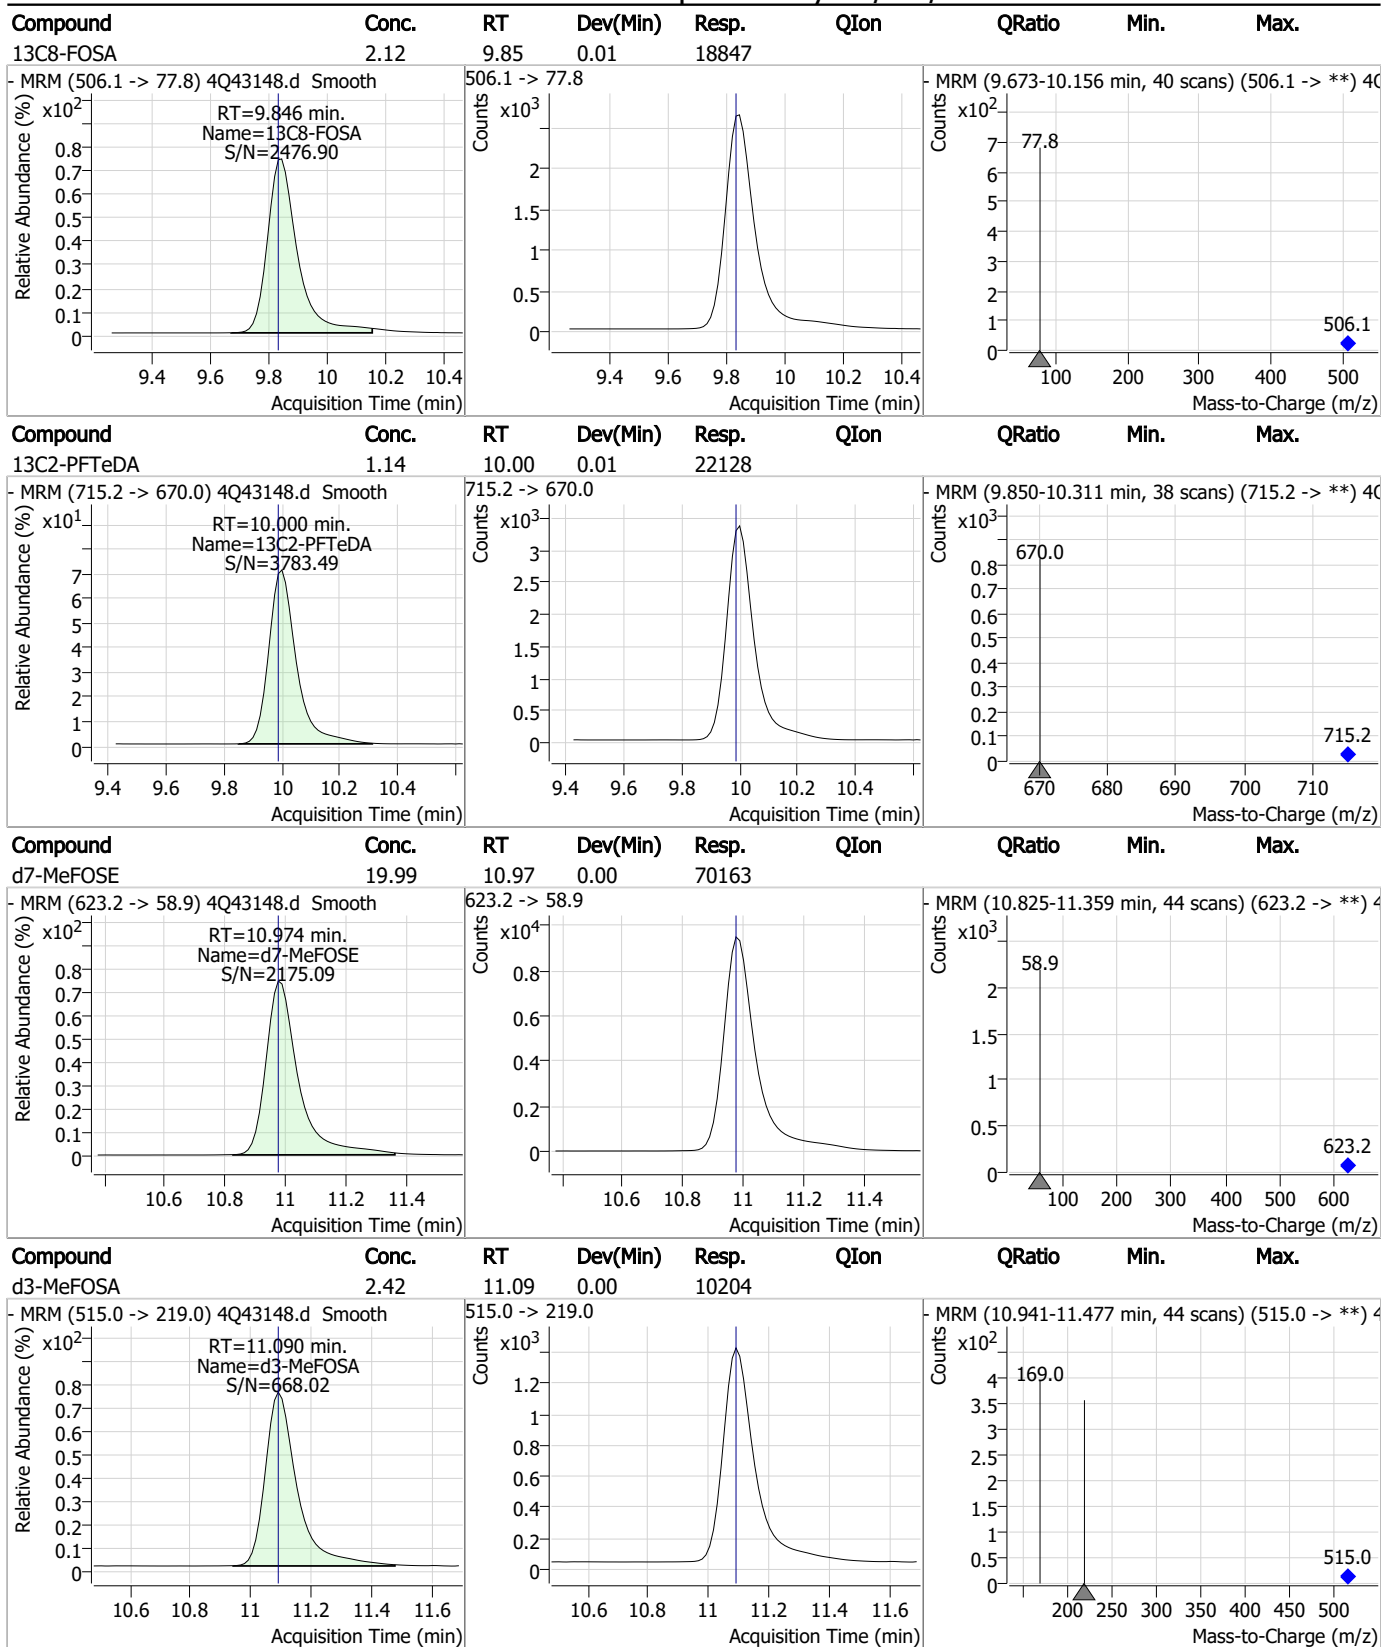 Compound Conc. RT Dev(Min) Resp. QIon QRatio Min. Max.
13C8-FOSA 2.12 9.85 0.01 18847
- MRM (506.1 -> 77.8) 4Q43148.d Smooth
506.1 -> 77.8
- MRM (9.673-10.156 min, 40 scans) (506.1 -> **) 4Q
Relative Abundance (%)
x10²
RT=9.846 min.
Name=13C8-FOSA
S/N=2476.90
0.8
0.7
0.6
0.5
0.4
0.3
0.2
0.1
0
9.4 9.6 9.8 10 10.2 10.4
Acquisition Time (min)
Counts
x10³
2
1.5
1
0.5
0
9.4 9.6 9.8 10 10.2 10.4
Acquisition Time (min)
Counts
x10²
77.8
7
6
5
4
3
2
1
0
506.1
100 200 300 400 500
Mass-to-Charge (m/z)
Compound Conc. RT Dev(Min) Resp. QIon QRatio Min. Max.
13C2-PFTeDA 1.14 10.00 0.01 22128
- MRM (715.2 -> 670.0) 4Q43148.d Smooth
715.2 -> 670.0
- MRM (9.850-10.311 min, 38 scans) (715.2 -> **) 4Q
Relative Abundance (%)
x10¹
RT=10.000 min.
Name=13C2-PFTeDA
S/N=3783.49
7
6
5
4
3
2
1
0
9.4 9.6 9.8 10 10.2 10.4
Acquisition Time (min)
Counts
x10³
3
2.5
2
1.5
1
0.5
0
9.4 9.6 9.8 10 10.2 10.4
Acquisition Time (min)
Counts
x10³
670.0
0.8
0.7
0.6
0.5
0.4
0.3
0.2
0.1
0
715.2
670 680 690 700 710
Mass-to-Charge (m/z)
Compound Conc. RT Dev(Min) Resp. QIon QRatio Min. Max.
d7-MeFOSE 19.99 10.97 0.00 70163
- MRM (623.2 -> 58.9) 4Q43148.d Smooth
623.2 -> 58.9
- MRM (10.825-11.359 min, 44 scans) (623.2 -> **) 4
Relative Abundance (%)
x10²
RT=10.974 min.
Name=d7-MeFOSE
S/N=2175.09
0.8
0.7
0.6
0.5
0.4
0.3
0.2
0.1
0
10.6 10.8 11 11.2 11.4
Acquisition Time (min)
Counts
x10⁴
0.8
0.6
0.4
0.2
0
10.6 10.8 11 11.2 11.4
Acquisition Time (min)
Counts
x10³
58.9
2
1.5
1
0.5
0
623.2
100 200 300 400 500 600
Mass-to-Charge (m/z)
Compound Conc. RT Dev(Min) Resp. QIon QRatio Min. Max.
d3-MeFOSA 2.42 11.09 0.00 10204
- MRM (515.0 -> 219.0) 4Q43148.d Smooth
515.0 -> 219.0
- MRM (10.941-11.477 min, 44 scans) (515.0 -> **) 4
Relative Abundance (%)
x10²
RT=11.090 min.
Name=d3-MeFOSA
S/N=668.02
0.8
0.7
0.6
0.5
0.4
0.3
0.2
0.1
0
10.6 10.8 11 11.2 11.4 11.6
Acquisition Time (min)
Counts
x10³
1.2
1
0.8
0.6
0.4
0.2
0
10.6 10.8 11 11.2 11.4 11.6
Acquisition Time (min)
Counts
x10²
169.0
4
3.5
3
2.5
2
1.5
1
0.5
0
515.0
200 250 300 350 400 450 500
Mass-to-Charge (m/z)